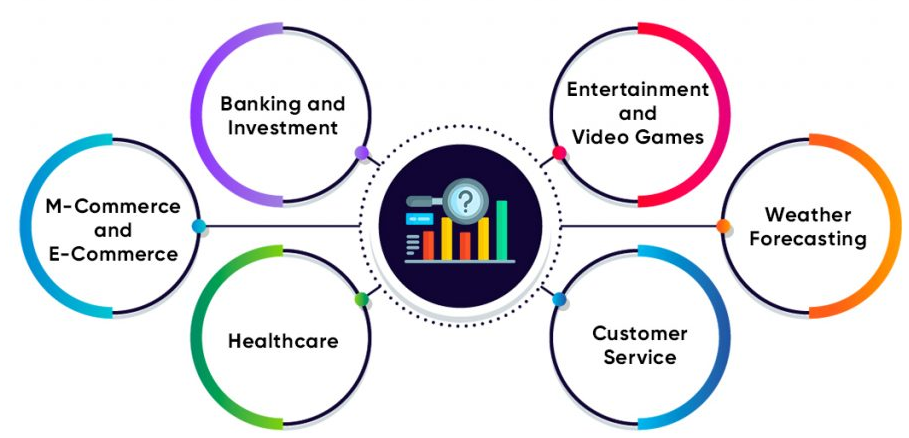 Banking and
Investment
Entertainment
and
Video Games
M-Commerce
and
E-Commerce
?
Weather
Forecasting
Healthcare
Customer
Service